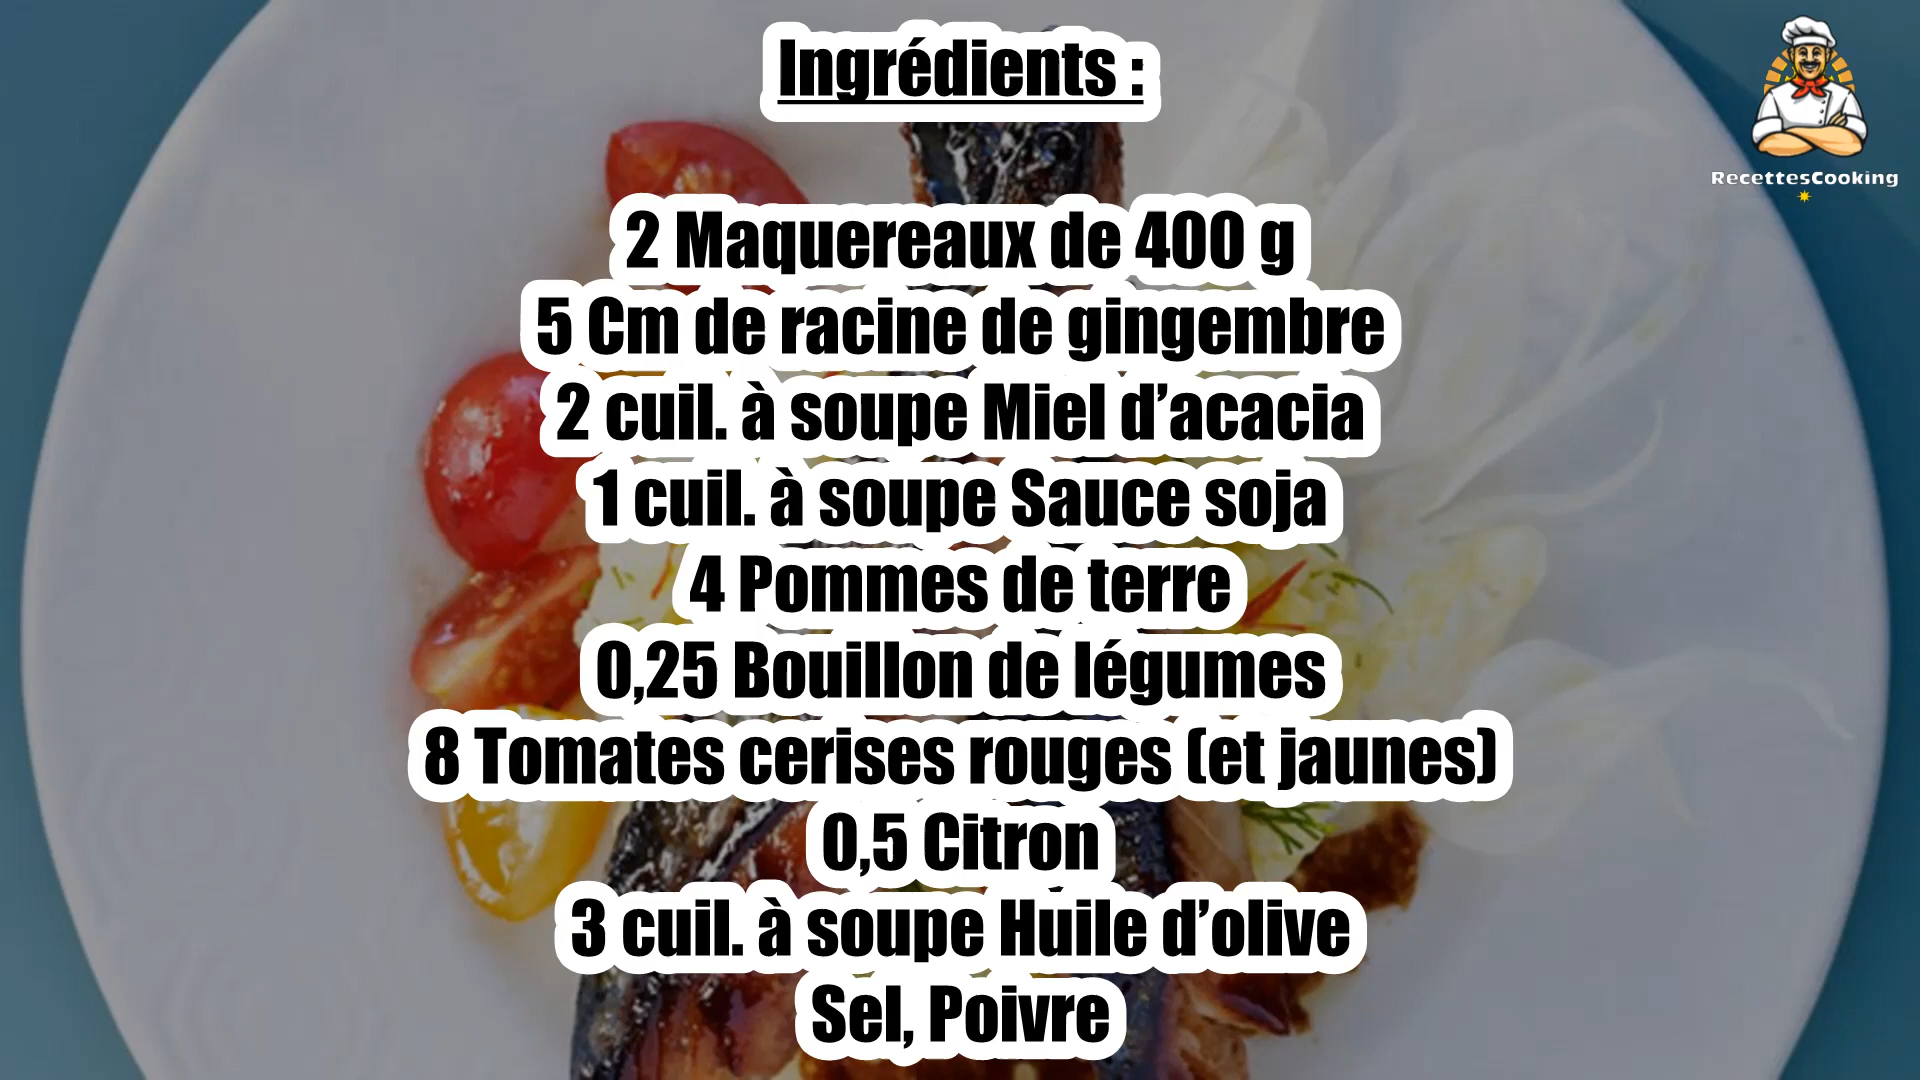 Ingrédients :
RecettesCooking
2 Maquereaux de 400 g
5 Cm de racine de gingembre
2 cuil. à soupe Miel d’acacia
1 cuil. à soupe Sauce soja
4 Pommes de terre
0,25 Bouillon de légumes
8 Tomates cerises rouges (et jaunes)
0,5 Citron
3 cuil. à soupe Huile d’olive
Sel, Poivre